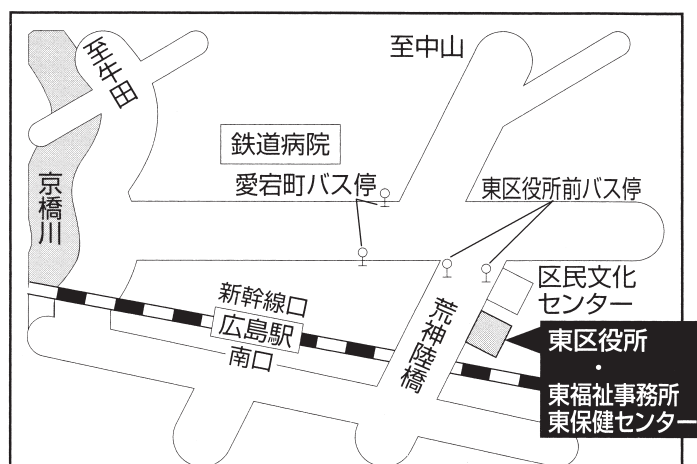 至牛田
至中山
鉄道病院
愛宕町バス停
東区役所前バス停
京橋川
区民文化
センター
新幹線口
広島駅
南口
荒神陸橋
東区役所
・
東福祉事務所
東保健センター